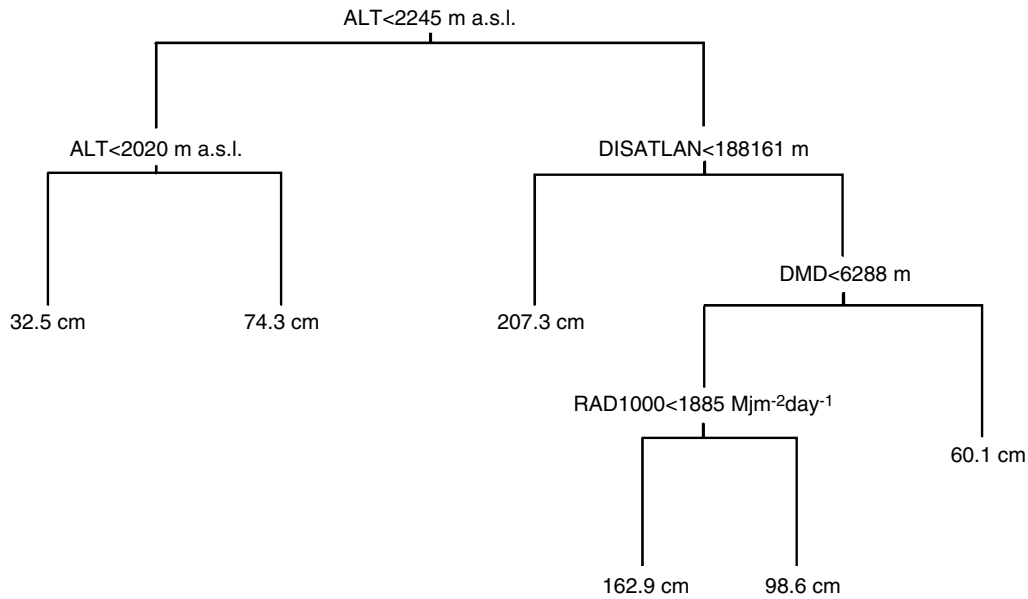 ALT<2245 m a.s.l.
ALT<2020 m a.s.l.
DISATLAN<188161 m
DMD<6288 m
32.5 cm
74.3 cm
207.3 cm
RAD1000<1885 Mjm⁻²day⁻¹
60.1 cm
162.9 cm
98.6 cm